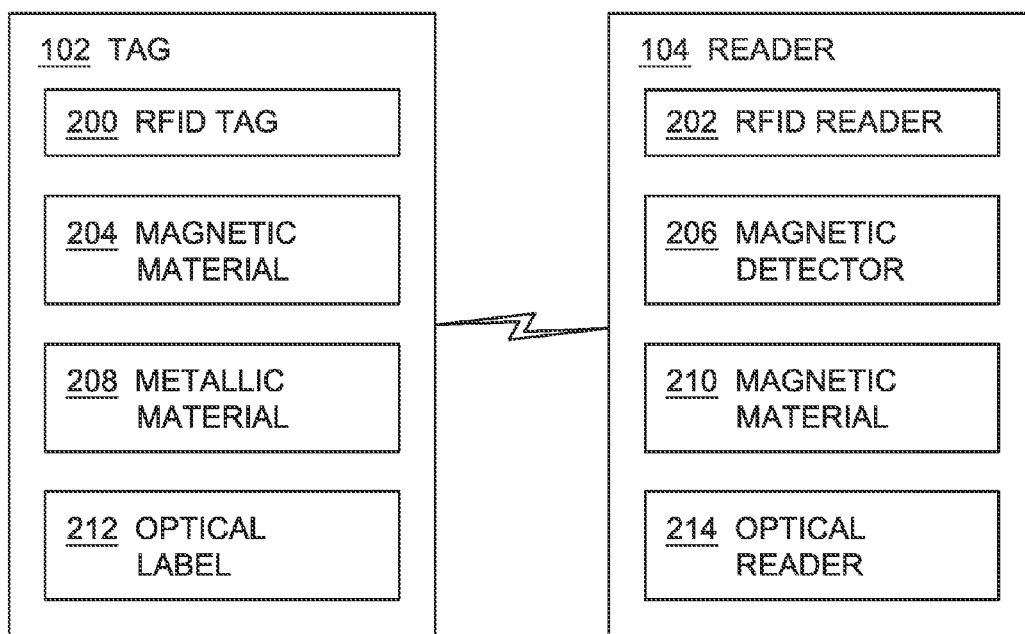 102 TAG
200 RFID TAG
204 MAGNETIC
MATERIAL
208 METALLIC
MATERIAL
212 OPTICAL
LABEL
104 READER
202 RFID READER
206 MAGNETIC
DETECTOR
210 MAGNETIC
MATERIAL
214 OPTICAL
READER